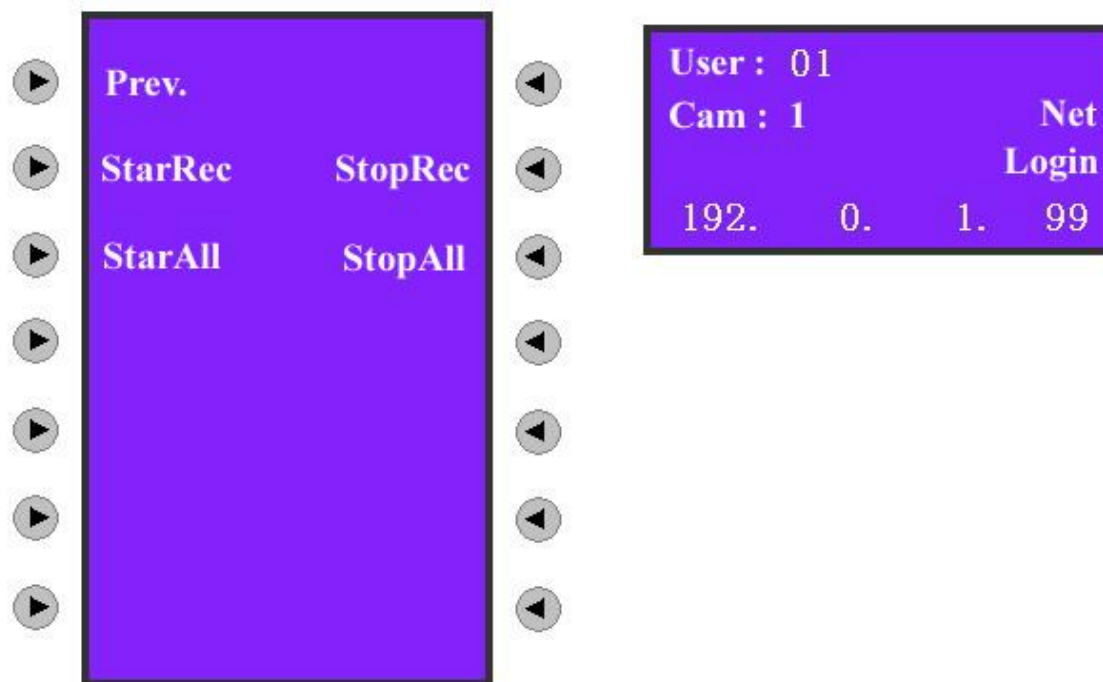 Prev.
StarRec StopRec
StarAll StopAll
User : 01
Cam : 1 Net
Login
192. 0. 1. 99